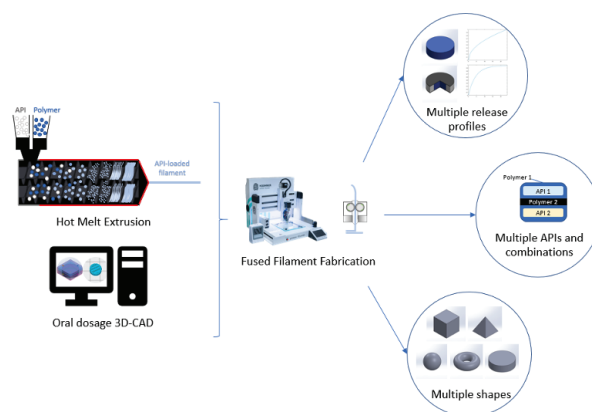 API Polymer
API-loaded
filament
Hot Melt Extrusion
Oral dosage 3D-CAD
Fused Filament Fabrication
Multiple release
profiles
Polymer 1
API 1
Polymer 2
API 2
Multiple APIs and
combinations
Multiple shapes